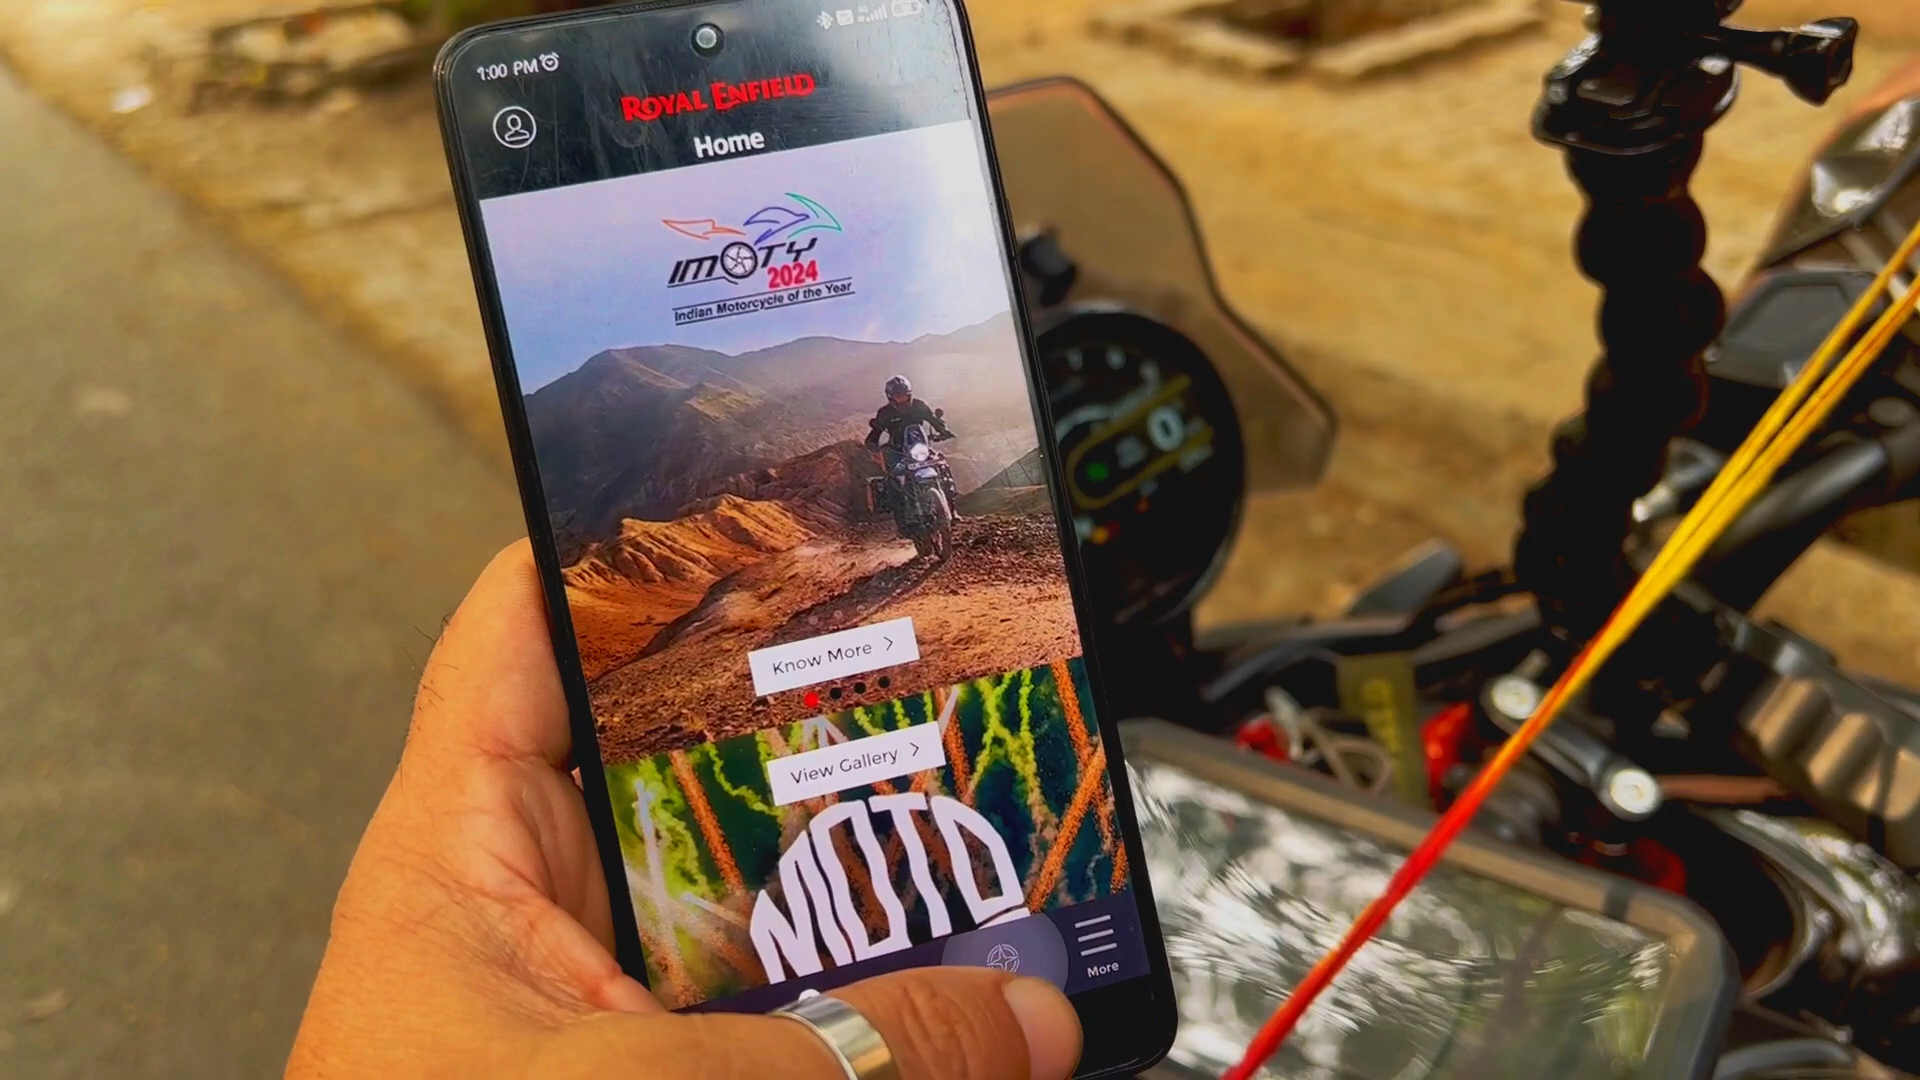 1:00 PM
ROYAL ENFIELD
Home
IMOTY
2024
Indian Motorcycle of the Year
Know More
View Gallery
MOTO
More
0